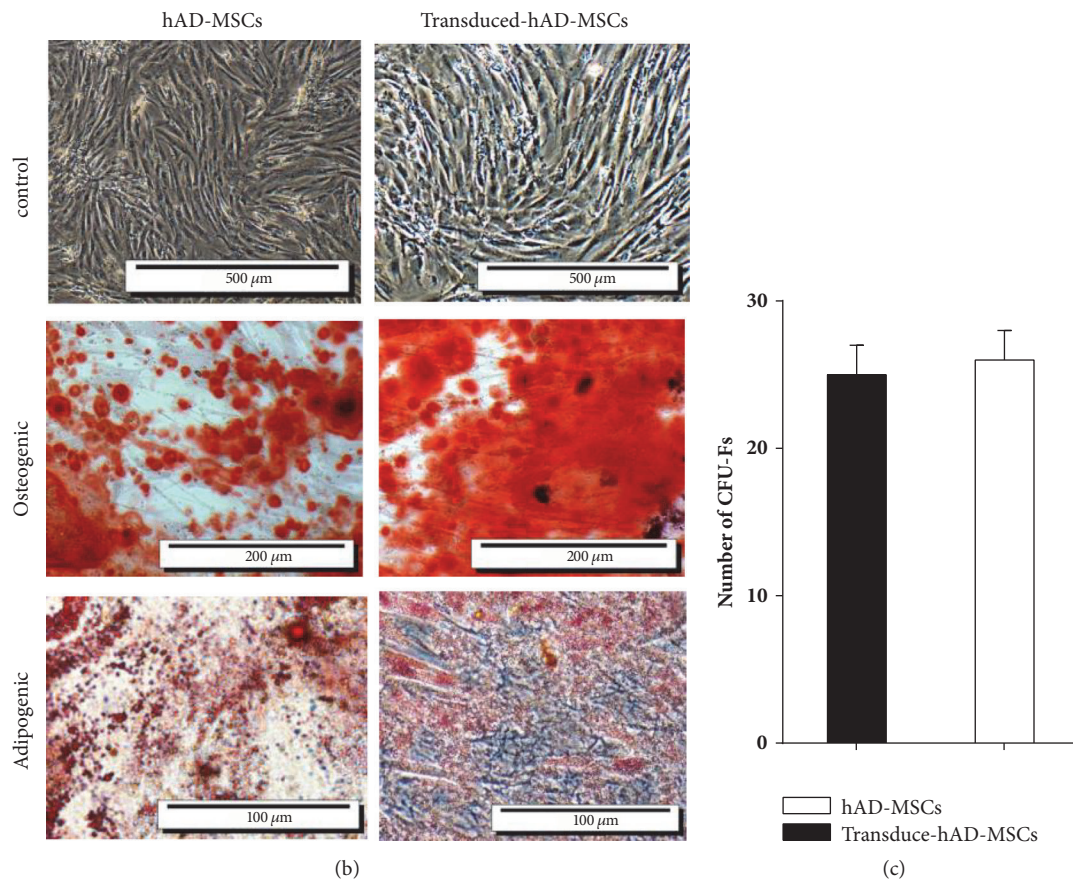 hAD-MSCs
Transduced-hAD-MSCs
control
500 μm
500 μm
Osteogenic
200 μm
200 μm
Adipogenic
100 μm
100 μm
(b)
30
20
10
0
Number of CFU-Fs
hAD-MSCs
Transduce-hAD-MSCs
(c)